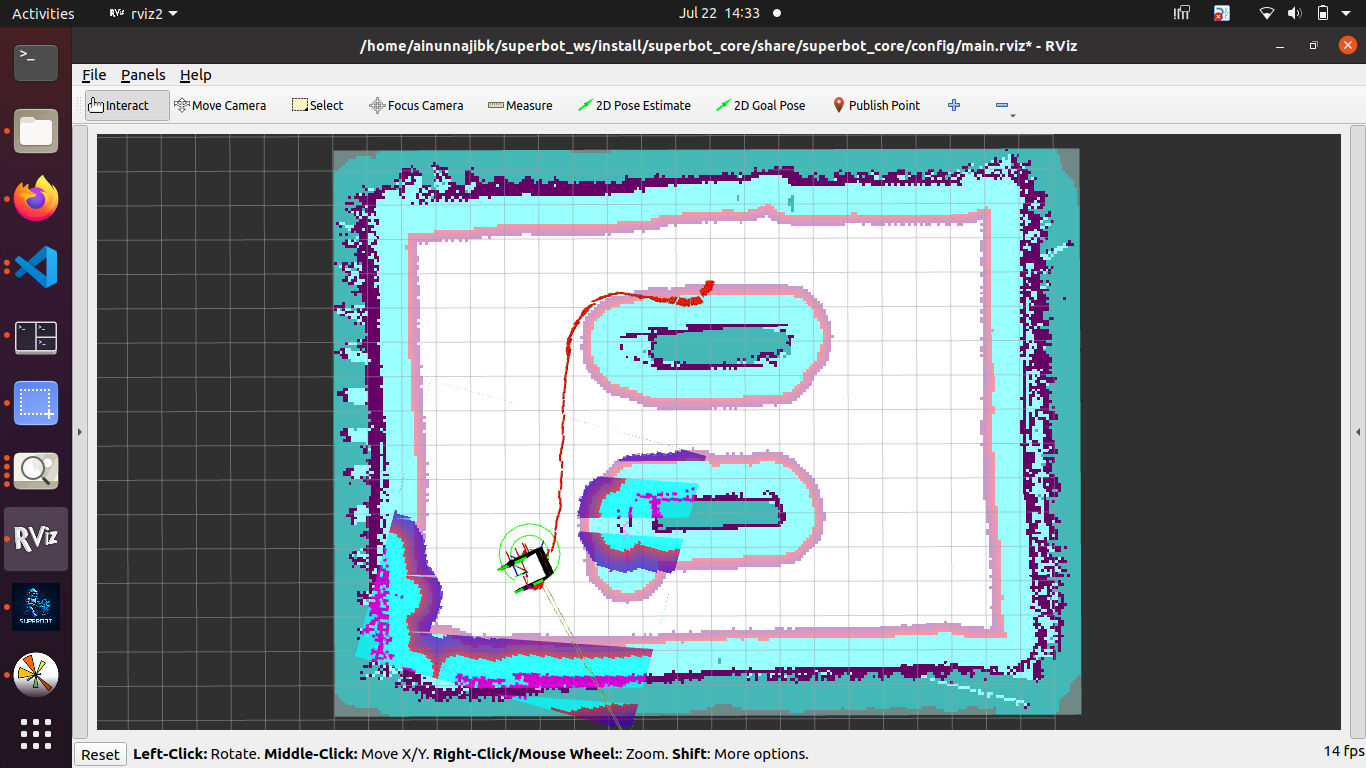 Activities
RViz rviz2
Jul 22 14:33
/home/ainunnajibk/superbot_ws/install/superbot_core/share/superbot_core/config/main.rviz* - RViz
File Panels Help
Interact Move Camera Select Focus Camera Measure 2D Pose Estimate 2D Goal Pose Publish Point
RViz
SUPEROBOT
Reset Left-Click: Rotate. Middle-Click: Move X/Y. Right-Click/Mouse Wheel:: Zoom. Shift: More options. 14 fps